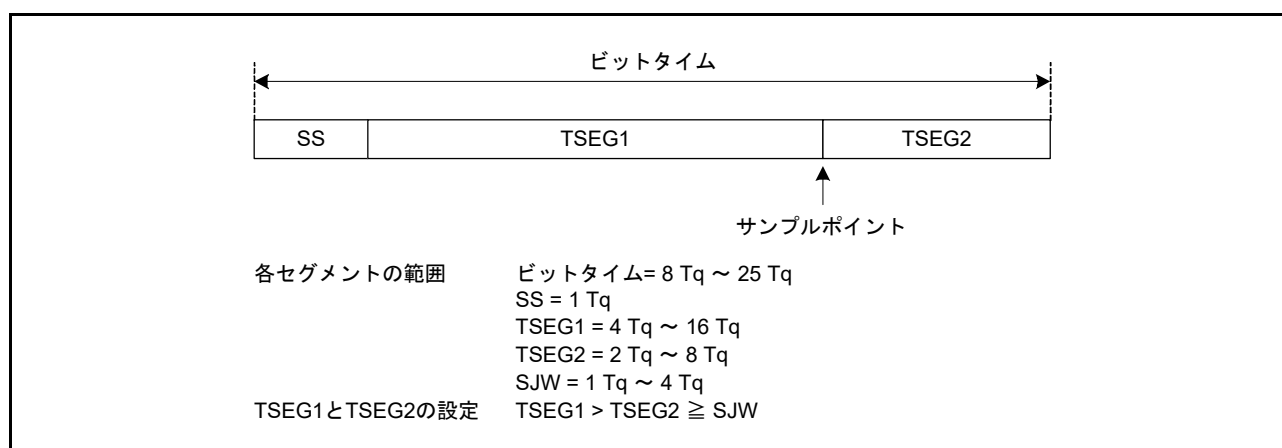 ビットタイム
SS TSEG1 TSEG2
サンプルポイント
各セグメントの範囲 ビットタイム= 8 Tq ~ 25 Tq
SS = 1 Tq
TSEG1 = 4 Tq ~ 16 Tq
TSEG2 = 2 Tq ~ 8 Tq
SJW = 1 Tq ~ 4 Tq
TSEG1とTSEG2の設定 TSEG1 > TSEG2 ≧ SJW